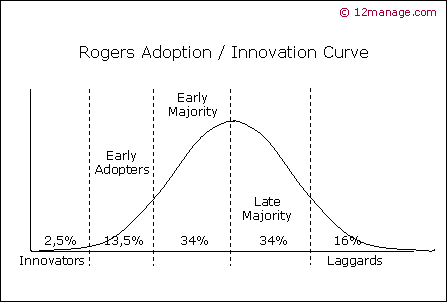 © 12manage.com
Rogers Adoption / Innovation Curve
Early
Majority
Early
Adopters
Late
Majority
2,5%
13,5%
34%
34%
16%
Innovators
Laggards